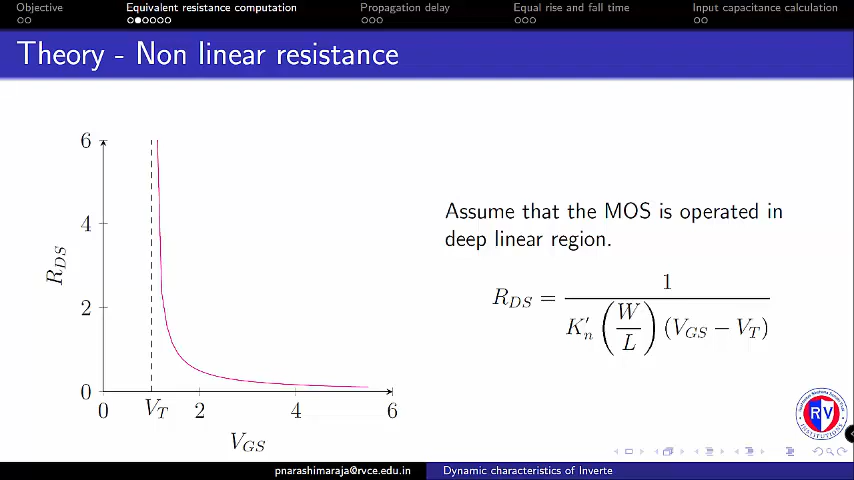 Objective
Equivalent resistance computation
Propagation delay
Equal rise and fall time
Input capacitance calculation
Theory - Non linear resistance
6
4
2
0
R_DS
0 V_T 2 4 6
V_GS
Assume that the MOS is operated in
deep linear region.
R_DS = 1 / (K'_n (W/L) (V_GS − V_T))
RV
INSTITUTIONS
pnarashimaraja@rvce.edu.in
Dynamic characteristics of Inverte